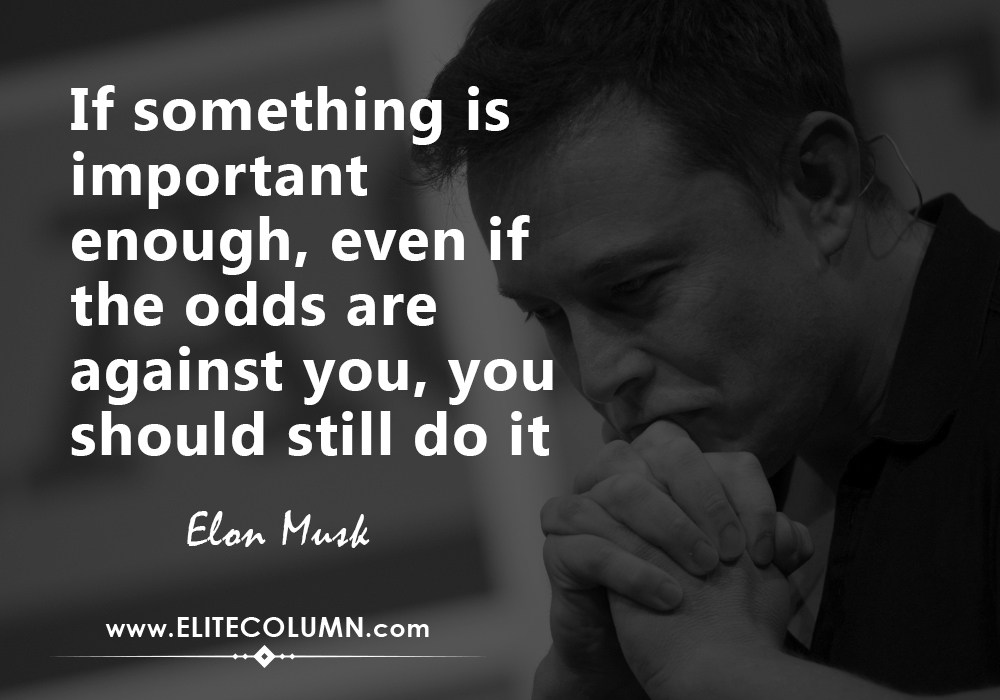 If something is
important
enough, even if
the odds are
against you, you
should still do it
Elon Musk
www.ELITECOLUMN.com